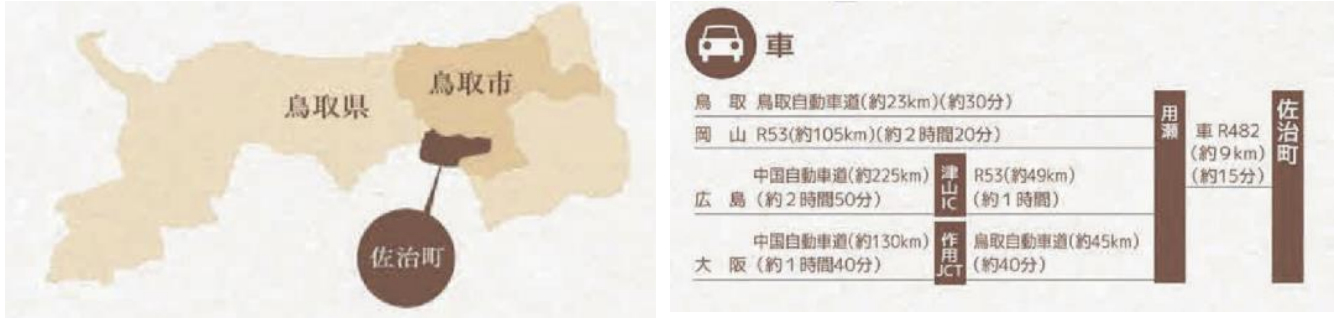 鳥取県
鳥取市
佐治町
車
鳥 取 鳥取自動車道(約23km)(約30分)
岡 山 R53(約105km)(約2時間20分)
広 島 中国自動車道(約225km)
(約2時間50分)
津山IC
R53(約49km)
(約1時間)
大 阪 中国自動車道(約130km)
(約1時間40分)
作用JCT
鳥取自動車道(約45km)
(約40分)
用瀬
車 R482
(約9km)
(約15分)
佐治町